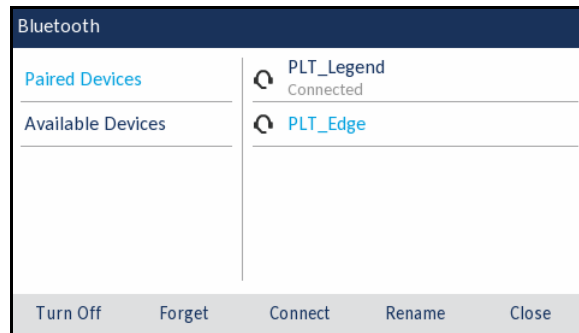 Bluetooth
Paired Devices
Available Devices
PLT_Legend
Connected
PLT_Edge
Turn Off Forget Connect Rename Close